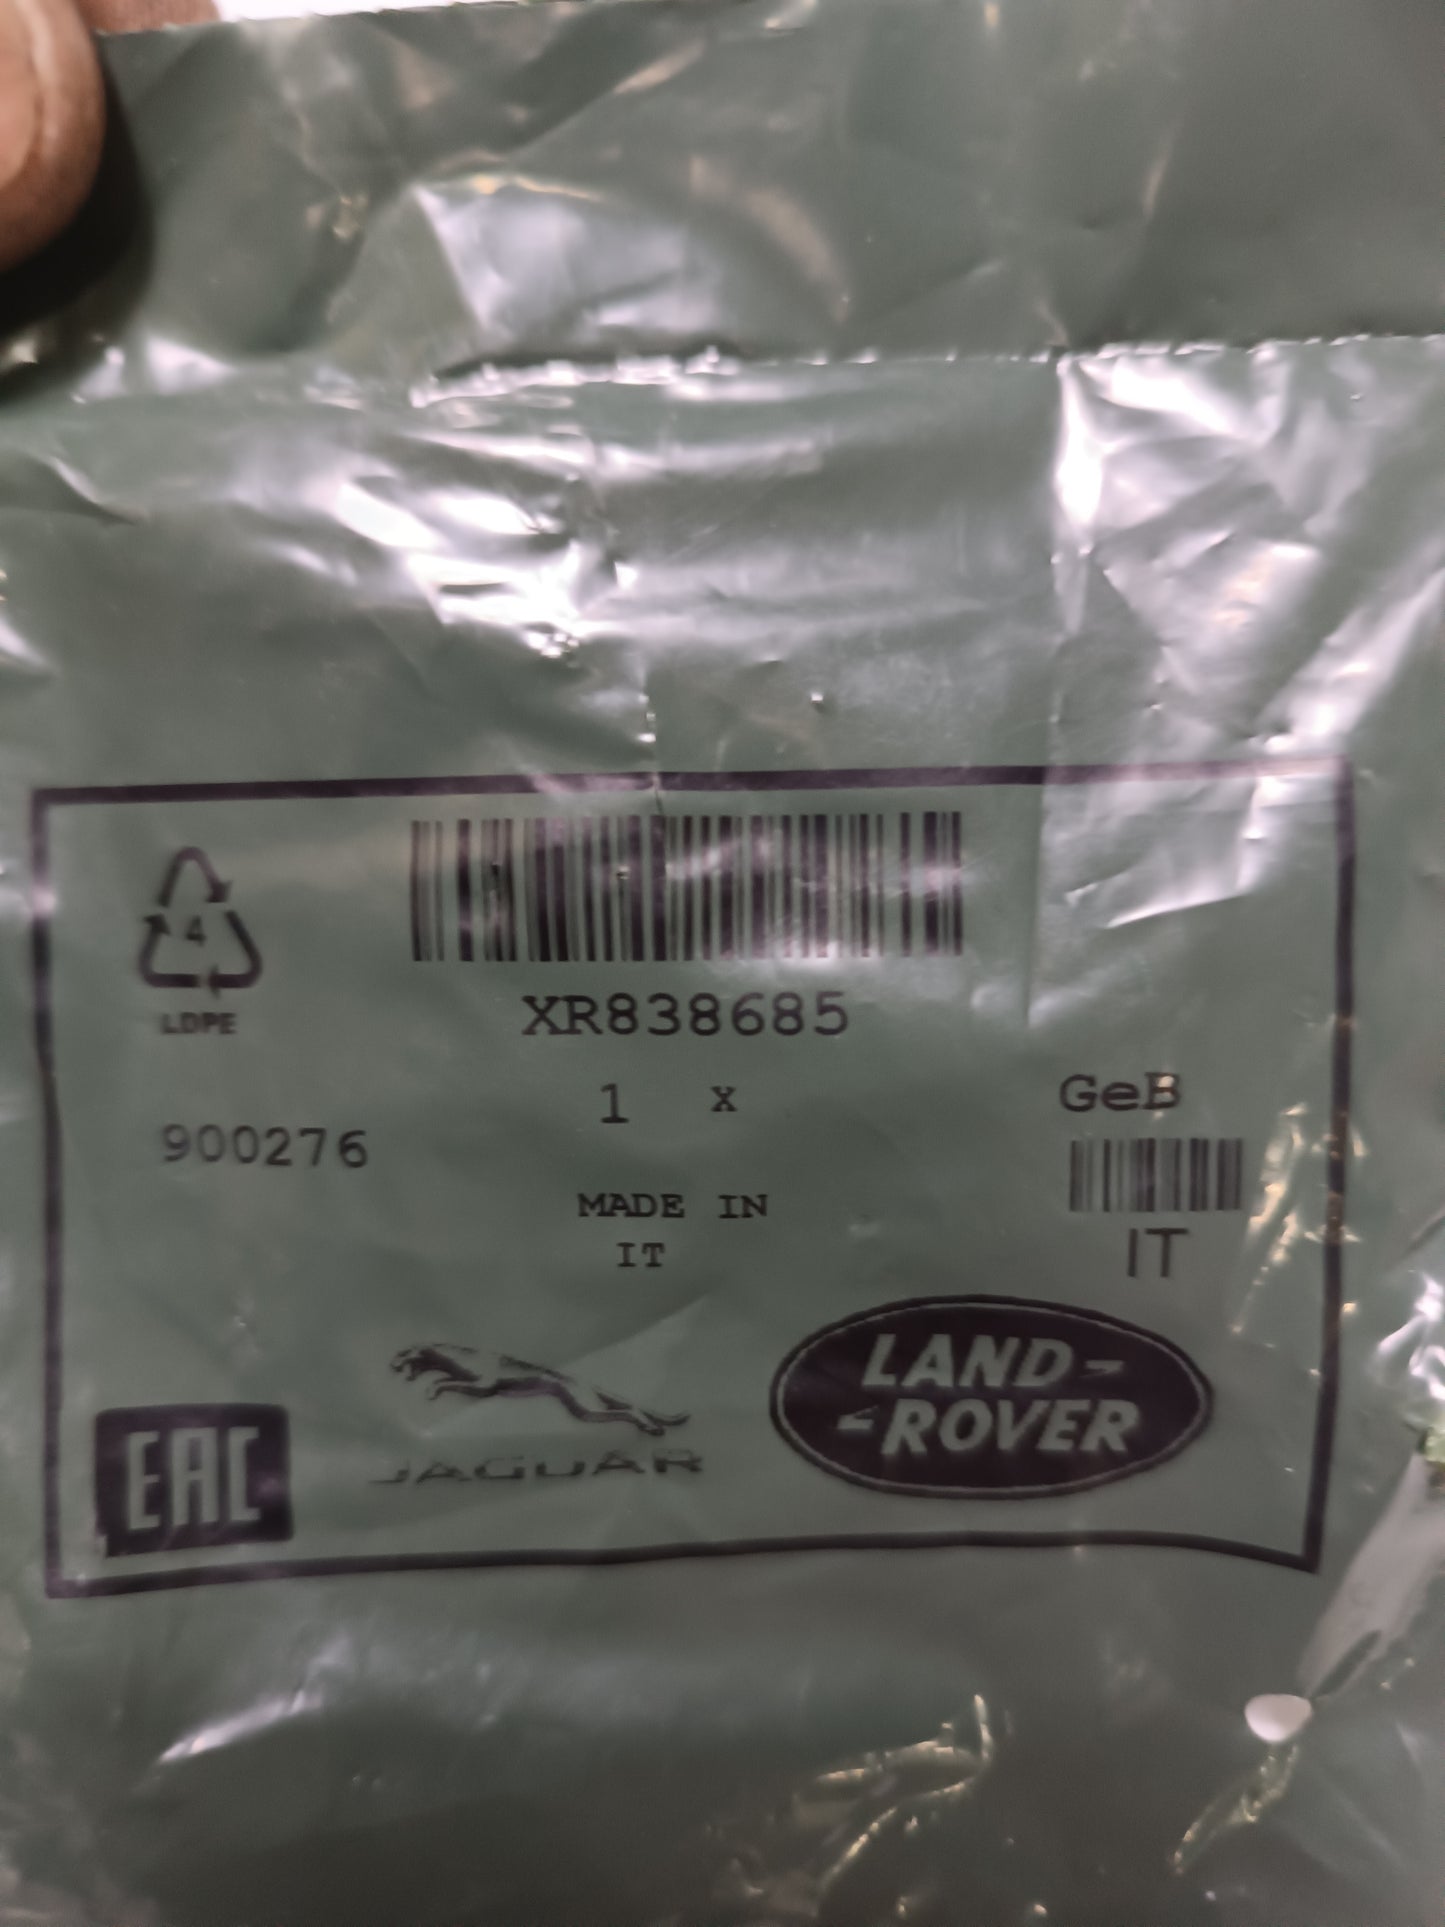 4
LDPE
XR838685
1 X
GeB
900276
MADE IN
IT
IT
EAC
JAGUAR
LAND-
-ROVER